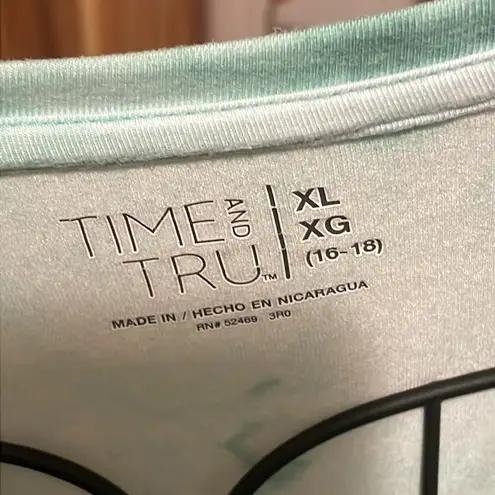 TIME AND TRU™
XL
XG
(16-18)
MADE IN / HECHO EN NICARAGUA
RN# 52469 3R0